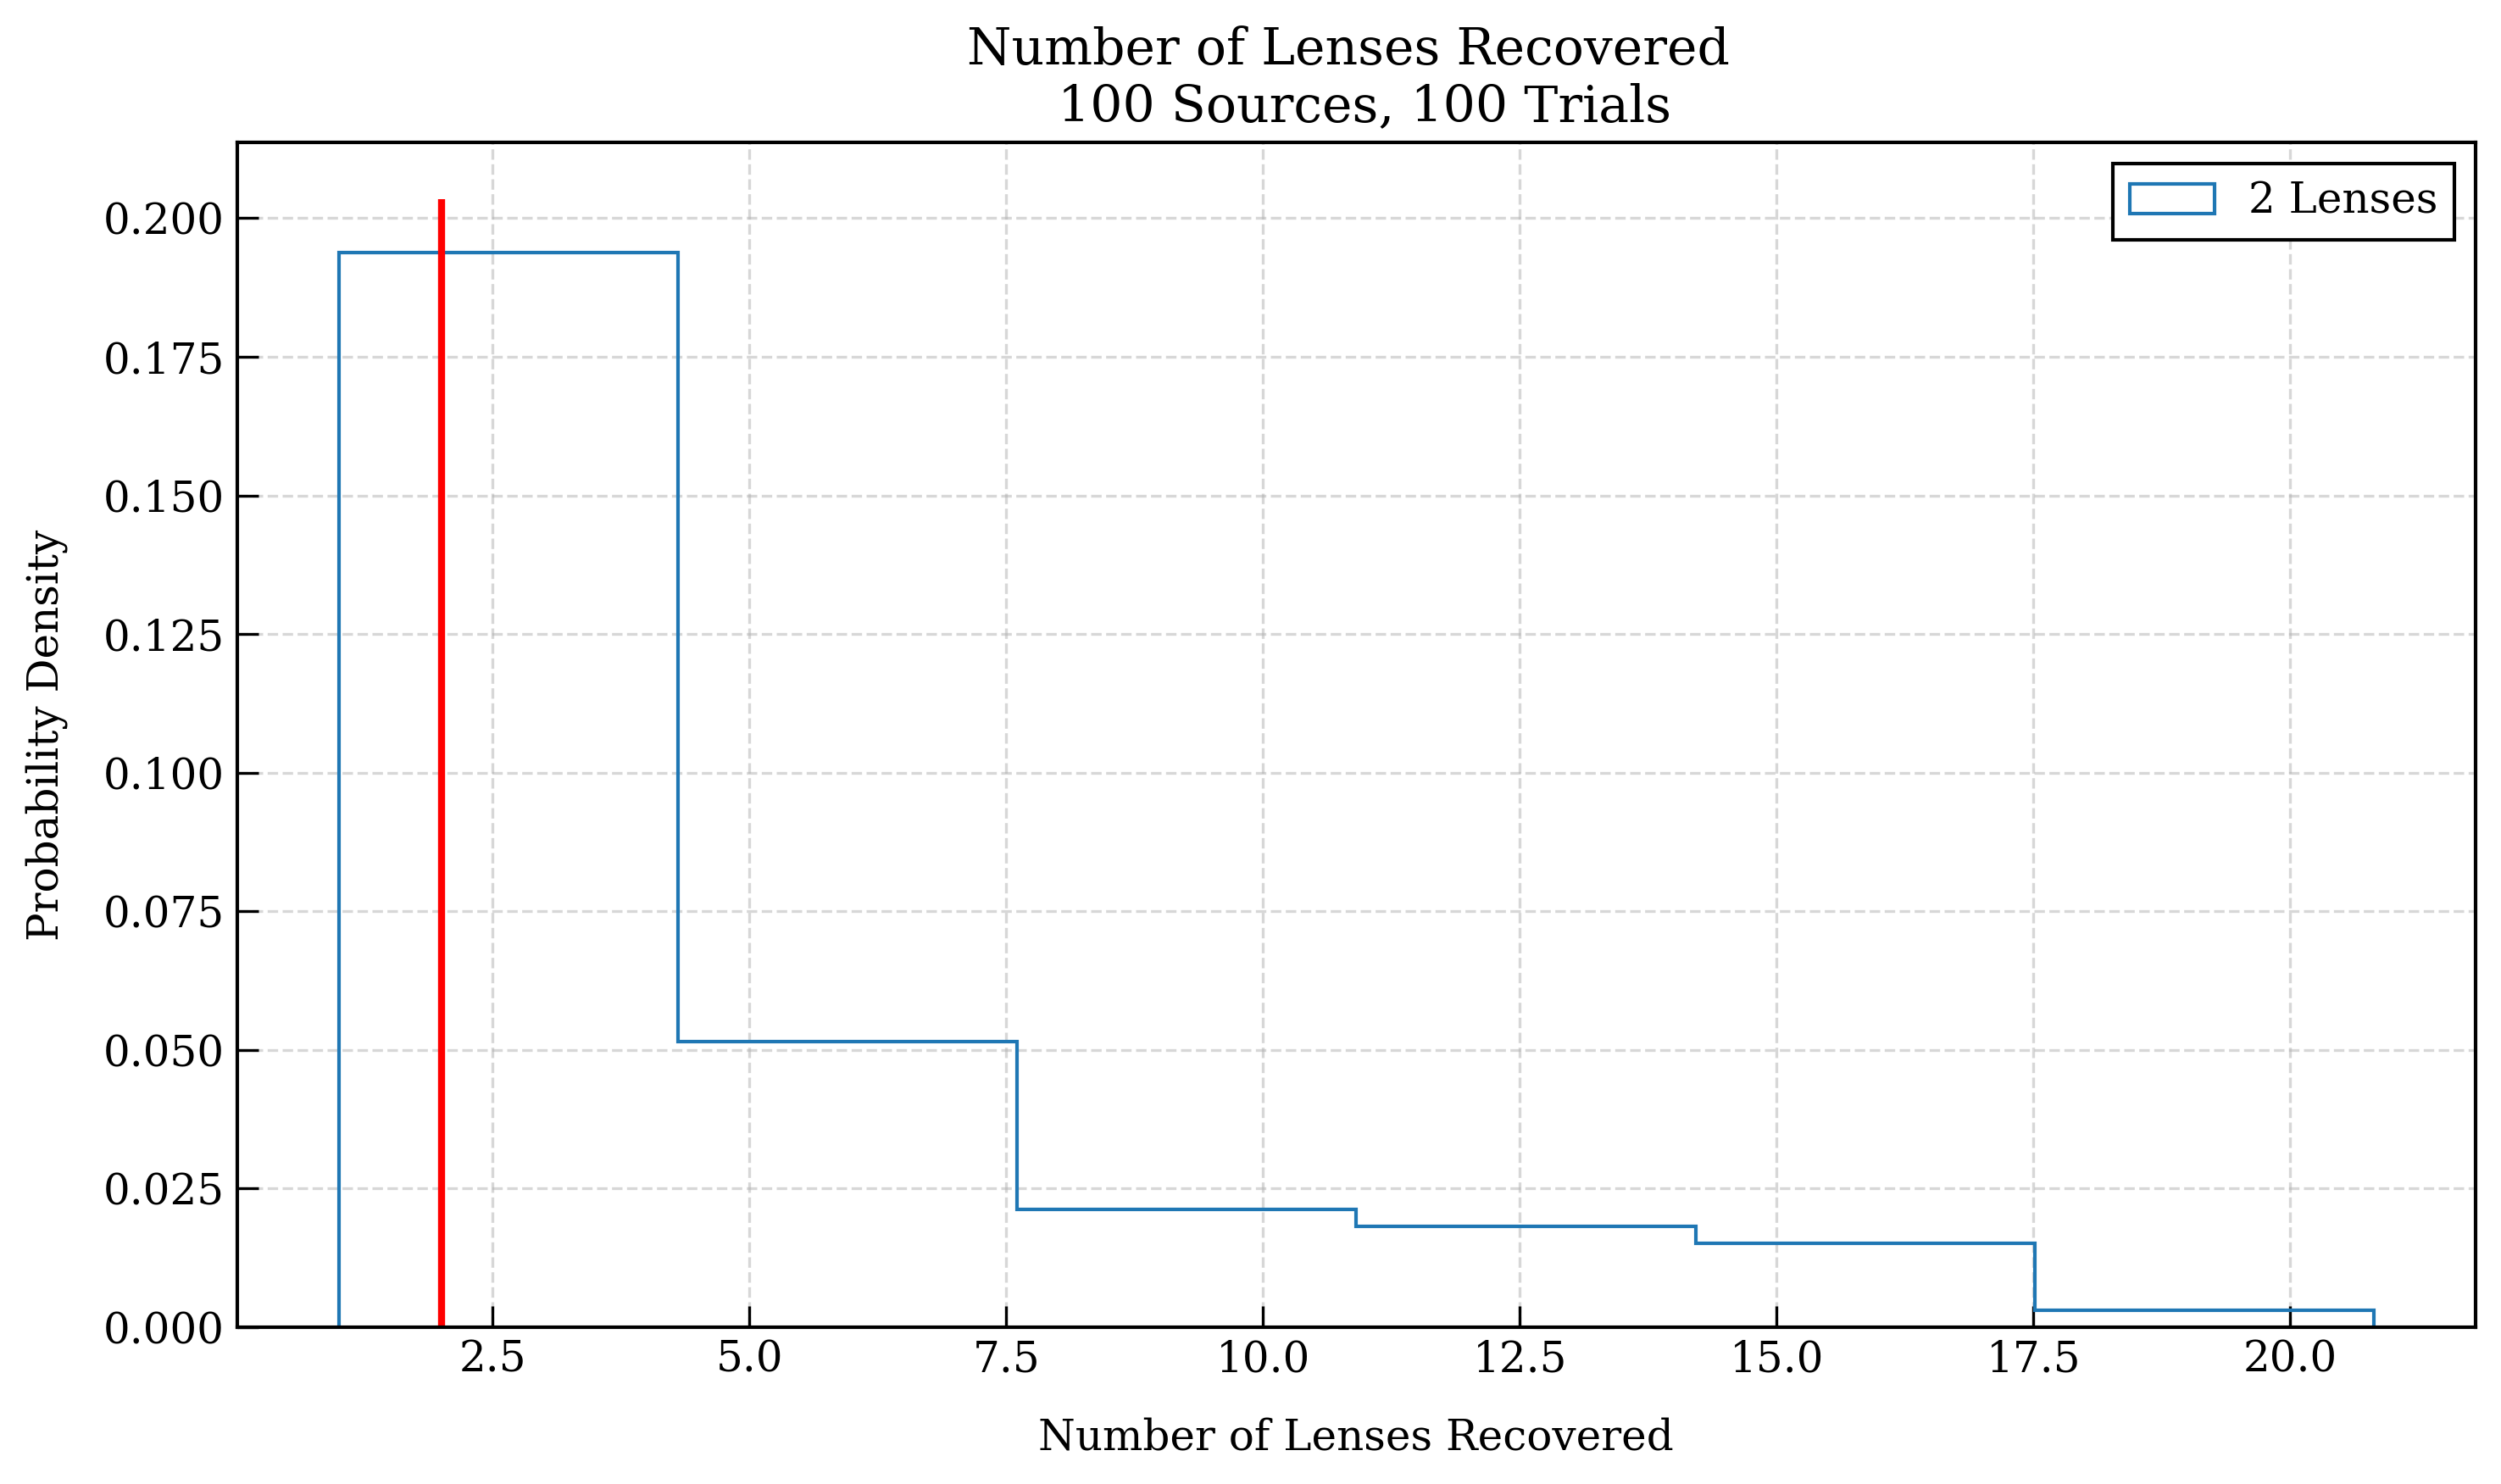 Number of Lenses Recovered
100 Sources, 100 Trials
2 Lenses
0.200
0.175
0.150
0.125
0.100
0.075
0.050
0.025
0.000
Probability Density
2.5 5.0 7.5 10.0 12.5 15.0 17.5 20.0
Number of Lenses Recovered